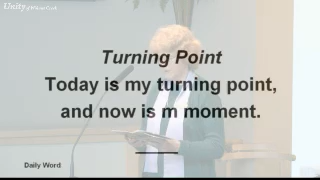 Unity
Turning Point
Today is my turning point,
and now is m moment.
Daily Word